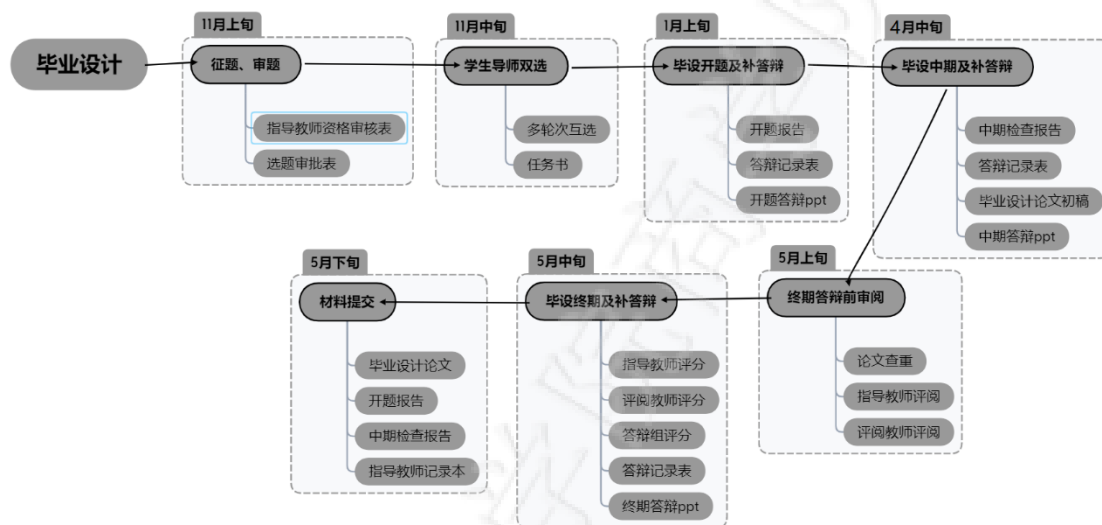 毕业设计
11月上旬
征题、审题
指导教师资格审核表
选题审批表
11月中旬
学生导师双选
多轮次互选
任务书
1月上旬
毕设开题及补答辩
开题报告
答辩记录表
开题答辩ppt
4月中旬
毕设中期及补答辩
中期检查报告
答辩记录表
毕业设计论文初稿
中期答辩ppt
5月上旬
终期答辩前审阅
论文查重
指导教师评阅
评阅教师评阅
5月中旬
毕设终期及补答辩
指导教师评分
评阅教师评分
答辩组评分
答辩记录表
终期答辩ppt
5月下旬
材料提交
毕业设计论文
开题报告
中期检查报告
指导教师记录本